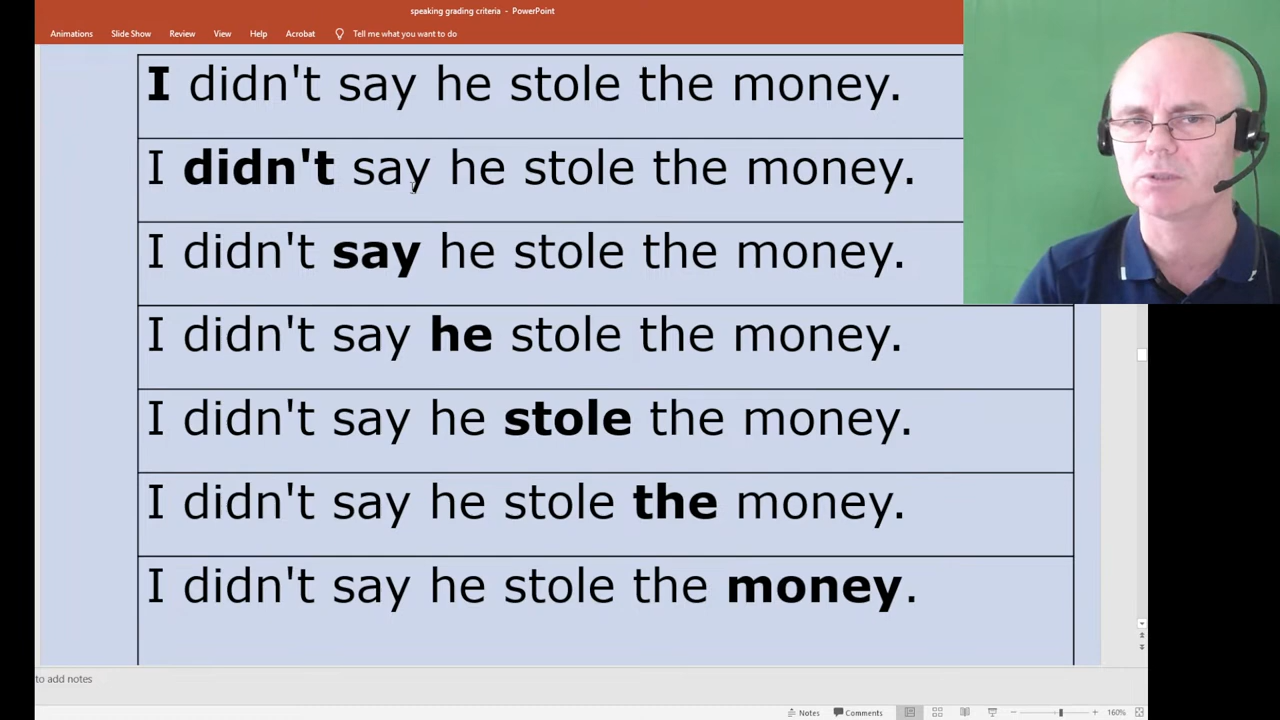 speaking grading criteria - PowerPoint
Animations Slide Show Review View Help Acrobat Tell me what you want to do
I didn't say he stole the money.
I didn't say he stole the money.
I didn't say he stole the money.
I didn't say he stole the money.
I didn't say he stole the money.
I didn't say he stole the money.
I didn't say he stole the money.
to add notes
Notes Comments 160%